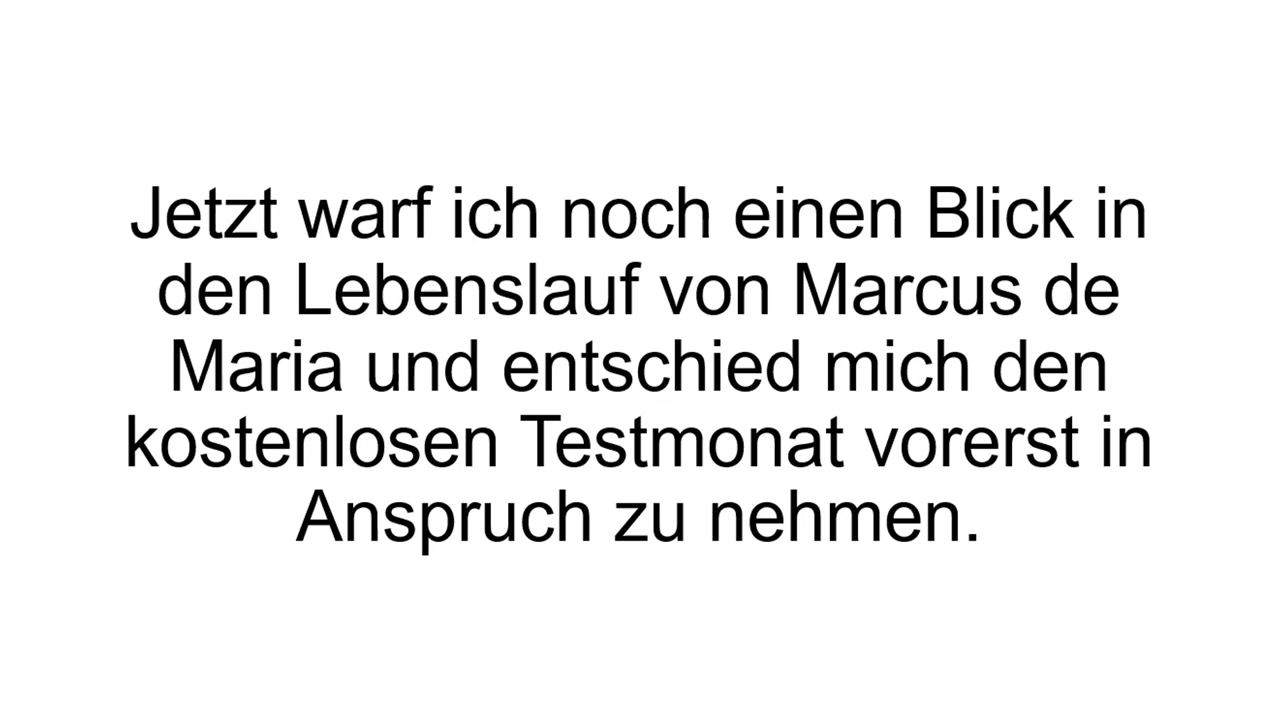 Jetzt warf ich noch einen Blick in
den Lebenslauf von Marcus de
Maria und entschied mich den
kostenlosen Testmonat vorerst in
Anspruch zu nehmen.